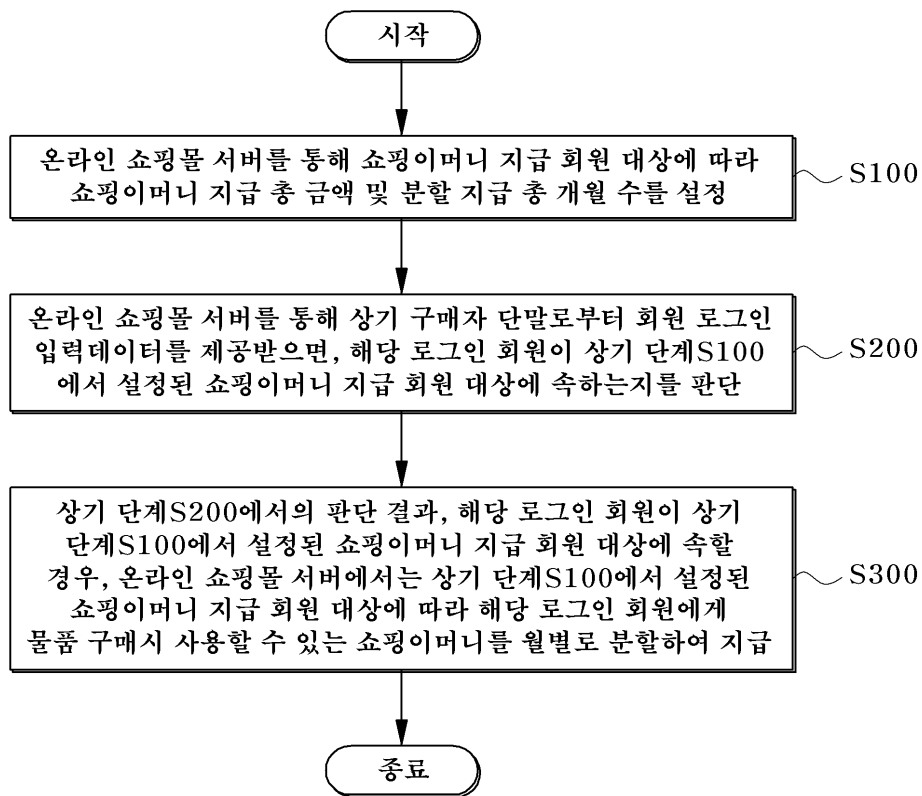 시작
온라인 쇼핑몰 서버를 통해 쇼핑이머니 지급 회원 대상에 따라
쇼핑이머니 지급 총 금액 및 분할 지급 총 개월 수를 설정
S100
온라인 쇼핑몰 서버를 통해 상기 구매자 단말로부터 회원 로그인
입력데이터를 제공받으면, 해당 로그인 회원이 상기 단계S100
에서 설정된 쇼핑이머니 지급 회원 대상에 속하는지를 판단
S200
상기 단계S200에서의 판단 결과, 해당 로그인 회원이 상기
단계S100에서 설정된 쇼핑이머니 지급 회원 대상에 속할
경우, 온라인 쇼핑몰 서버에서는 상기 단계S100에서 설정된
쇼핑이머니 지급 회원 대상에 따라 해당 로그인 회원에게
물품 구매시 사용할 수 있는 쇼핑이머니를 월별로 분할하여 지급
S300
종료